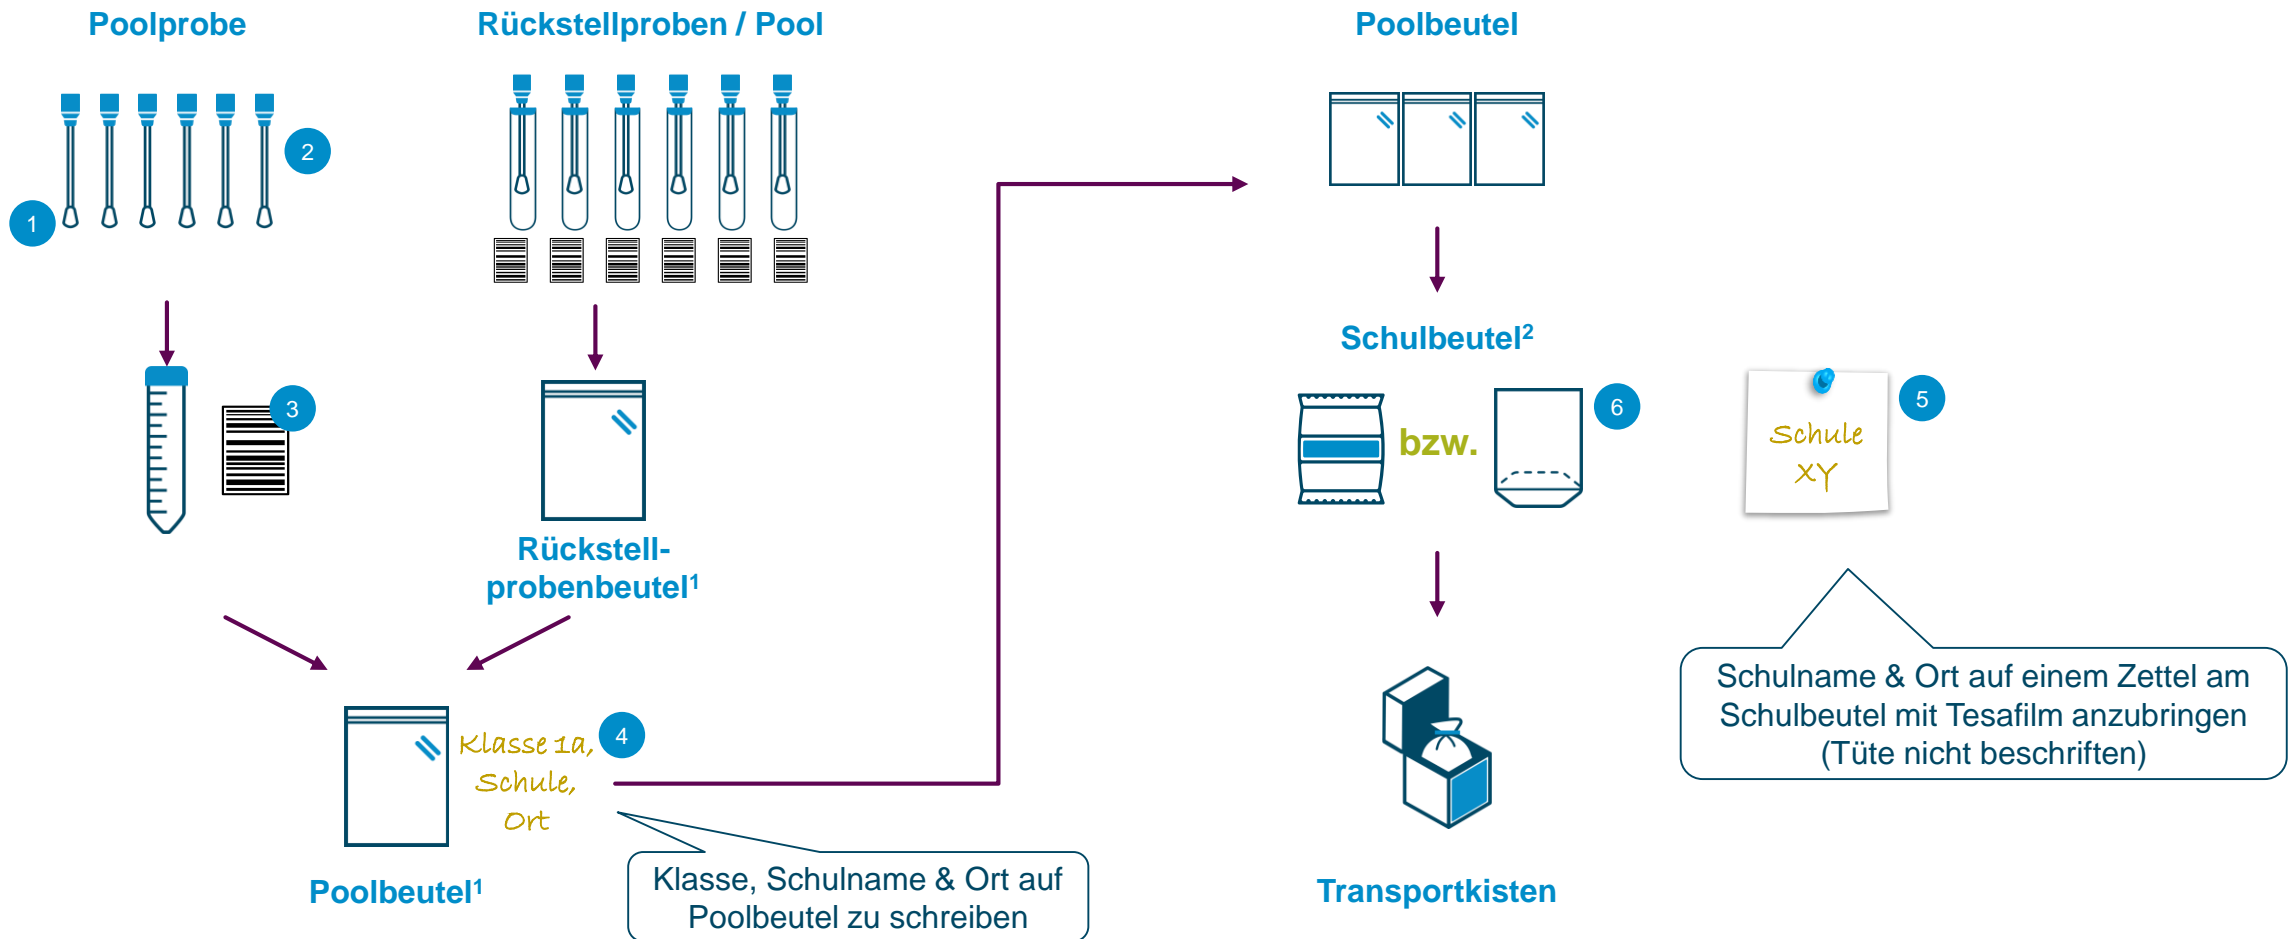 Poolprobe
Rückstellproben / Pool
Poolbeutel
2
1
3
Rückstell-
probenbeutel¹
Klasse 1a,
Schule,
Ort
4
Poolbeutel¹
Klasse, Schulname & Ort auf
Poolbeutel zu schreiben
Schulbeutel²
bzw.
6
Schule
XY
5
Schulname & Ort auf einem Zettel am
Schulbeutel mit Tesafilm anzubringen
(Tüte nicht beschriften)
Transportkisten